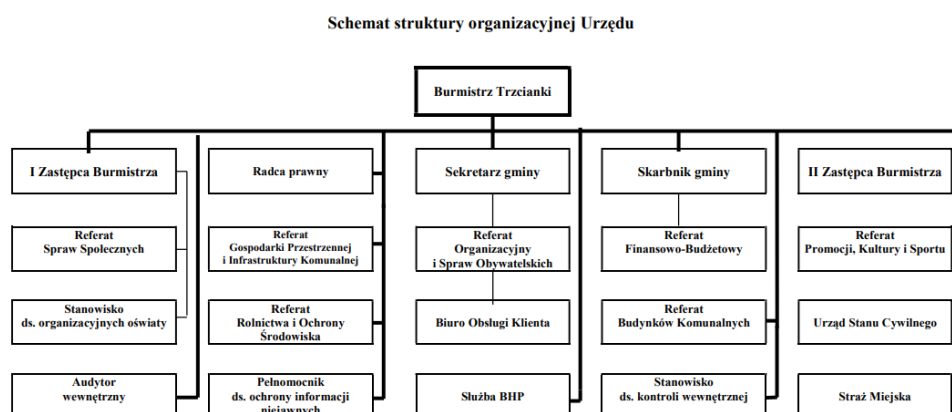 Schemat struktury organizacyjnej Urzędu
Burmistrz Trzcianki
I Zastępca Burmistrza
Radca prawny
Sekretarz gminy
Skarbnik gminy
II Zastępca Burmistrza
Referat
Spraw Społecznych
Referat
Gospodarki Przestrzennej
i Infrastruktury Komunalnej
Referat
Organizacyjny
i Spraw Obywatelskich
Referat
Finansowo-Budżetowy
Referat
Promocji, Kultury i Sportu
Stanowisko
ds. organizacyjnych oświaty
Referat
Rolnictwa i Ochrony
Środowiska
Biuro Obsługi Klienta
Referat
Budynków Komunalnych
Urząd Stanu Cywilnego
Audytor
wewnętrzny
Pełnomocnik
ds. ochrony informacji
niejawnych
Służba BHP
Stanowisko
ds. kontroli wewnętrznej
Straż Miejska